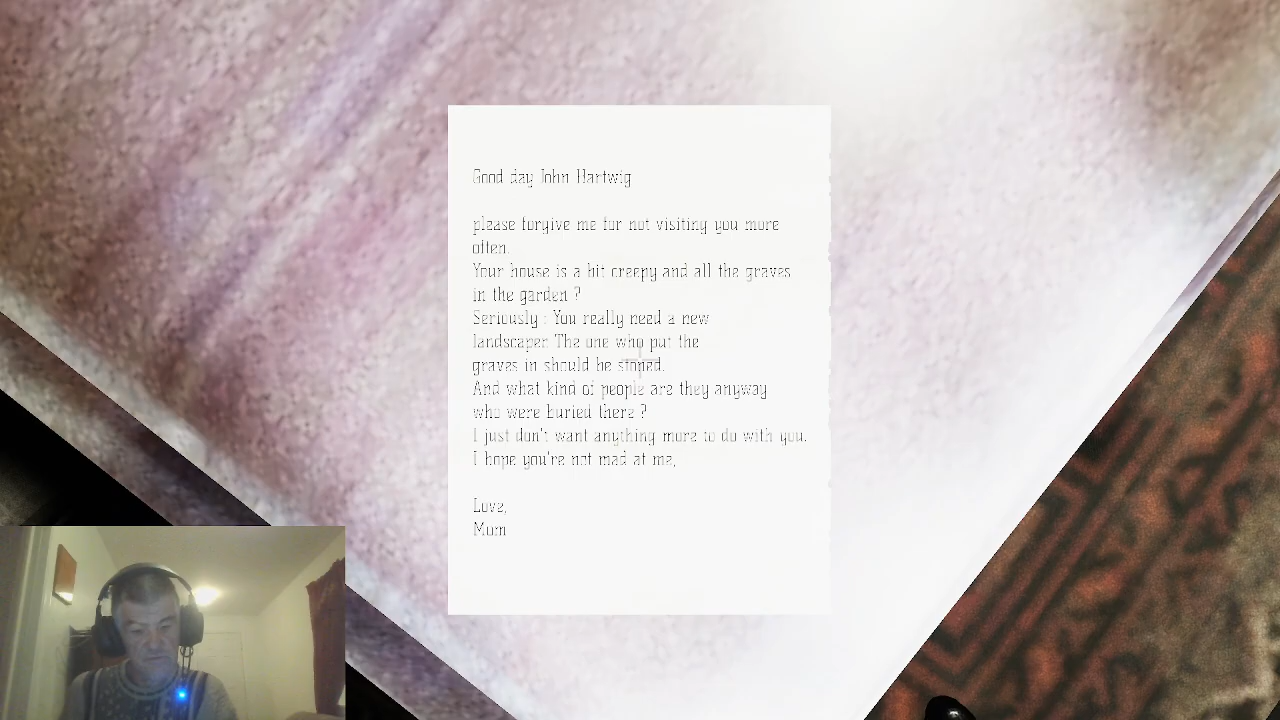 Good day John Hartwig
please forgive me for not visiting you more
often.
Your house is a bit creepy and all the graves
in the garden ?
Seriously : You really need a new
landscaper. The one who put the
graves in should be sinned.
And what kind of people are they anyway
who were buried there ?
I just don't want anything more to do with you.
I hope you're not mad at me,
Love,
Mum